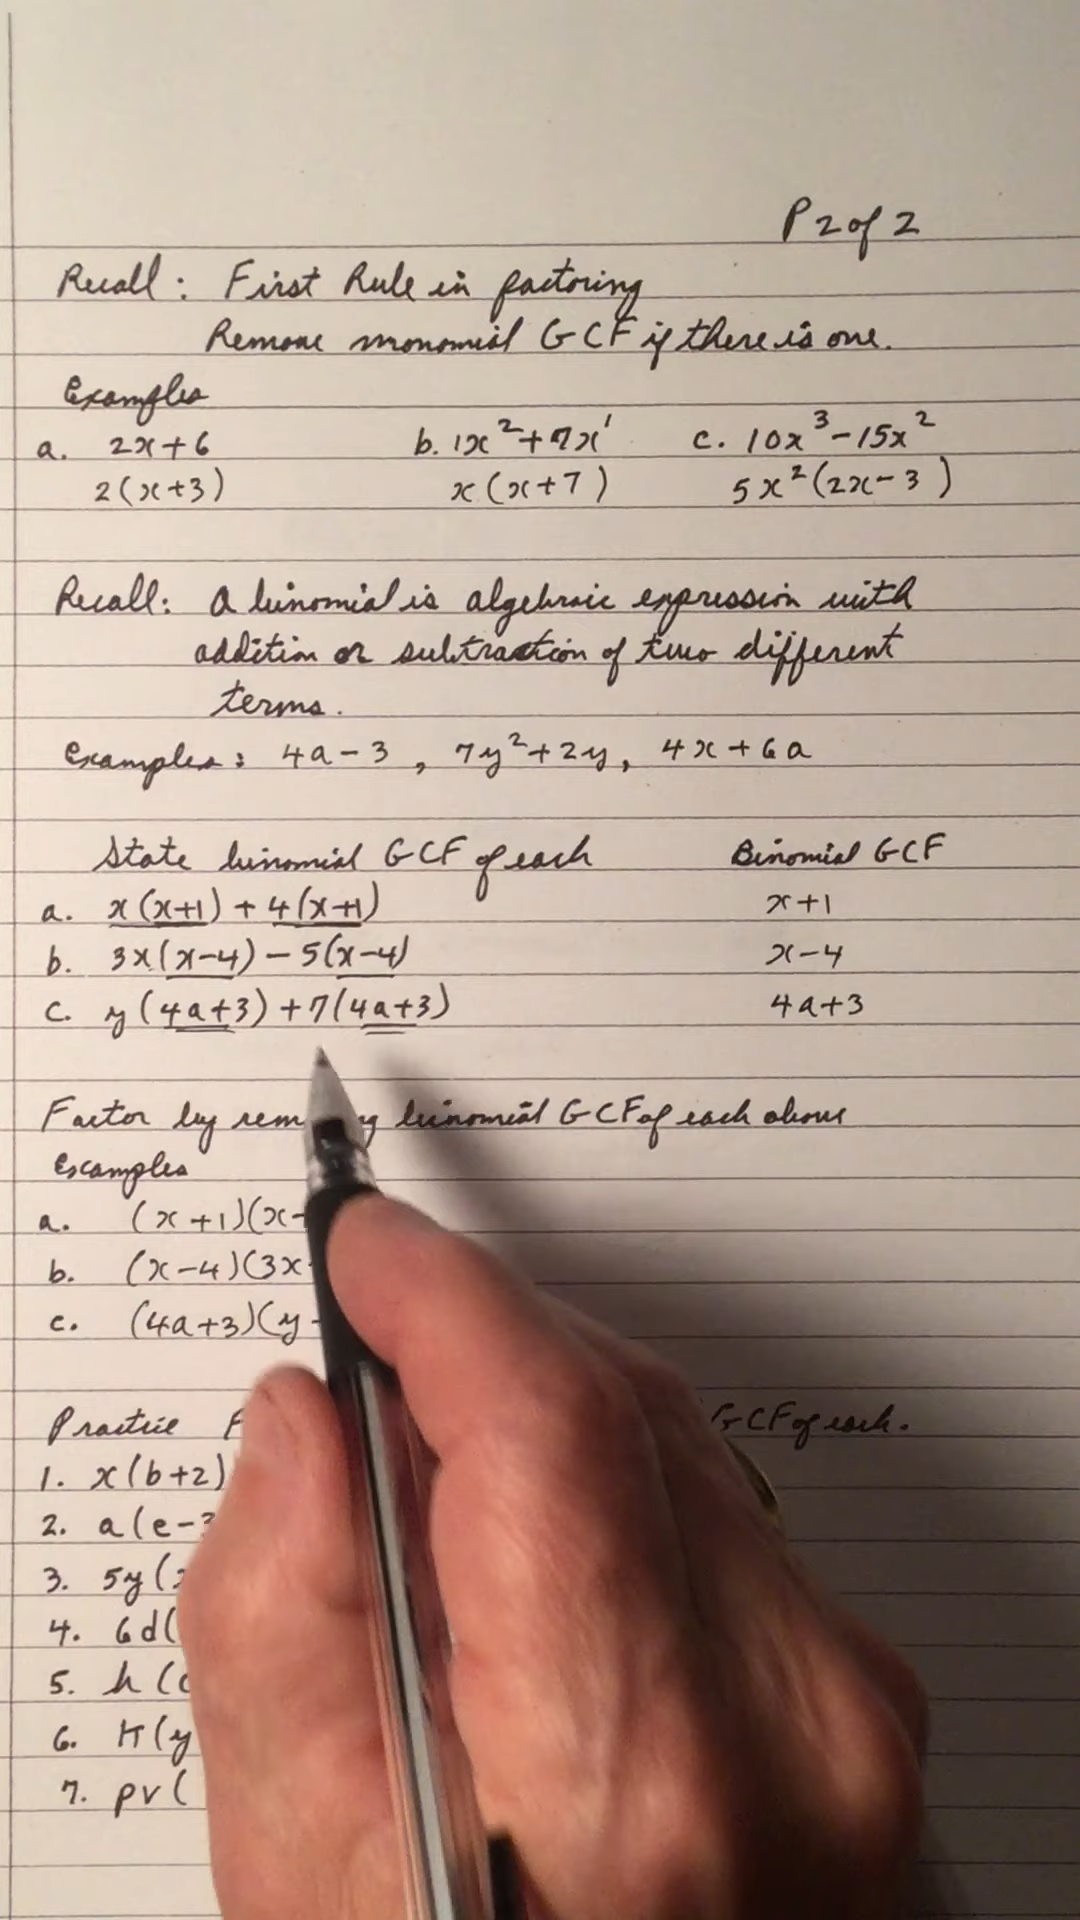 P 2 of 2
Recall: First Rule in factoring
Remove monomial GCF if there is one.
Examples
a. 2x+6 b. 1x²+7x¹ c. 10x³-15x²
2(x+3) x(x+7) 5x²(2x-3)
Recall: A binomial is algebraic expression with
addition or subtraction of two different
terms.
Examples: 4a-3, 7y²+2y, 4x+6a
State binomial GCF of each Binomial GCF
a. x(x+1)+4(x+1) x+1
b. 3x(x-4)-5(x-4) x-4
c. y(4a+3)+7(4a+3) 4a+3
Factor by binomial GCF of each above
Examples
a. (x+1)(x
b. (x-4)(3x
c. (4a+3)(y
Practice GCF of each.
1. x(b+2)
2. a(e-
3. 5y(
4. 6d(
5. h(
6. (y
7. pv(